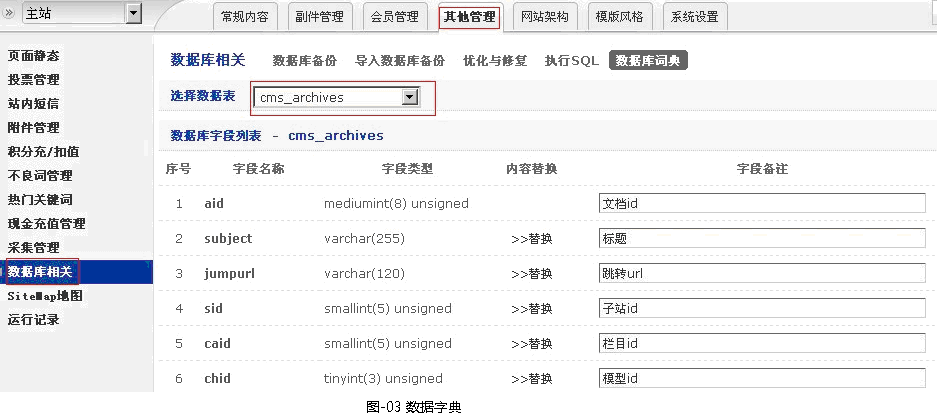 » 主站
常规内容 副件管理 会员管理 其他管理 网站架构 模版风格 系统设置
页面静态
投票管理
站内短信
附件管理
积分充/扣值
不良词管理
热门关键词
现金充值管理
采集管理
数据库相关
SiteMap地图
运行记录
数据库相关 数据库备份 导入数据库备份 优化与修复 执行SQL 数据库词典
选择数据表 cms_archives
数据库字段列表 - cms_archives
序号 字段名称 字段类型 内容替换 字段备注
1 aid mediumint(8) unsigned 文档id
2 subject varchar(255) >>替换 标题
3 jumpurl varchar(120) >>替换 跳转url
4 sid smallint(5) unsigned >>替换 子站id
5 caid smallint(5) unsigned >>替换 栏目id
6 chid tinyint(3) unsigned >>替换 模型id
图-03 数据字典